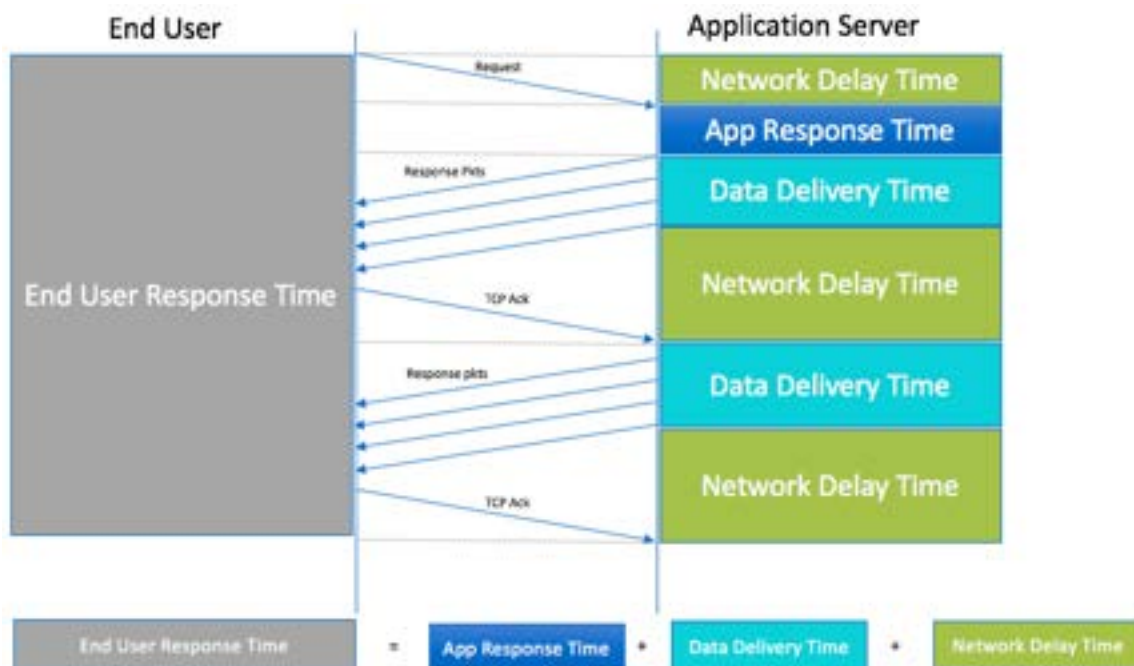 End User
Application Server
Request
Network Delay Time
App Response Time
Response Pkts
Data Delivery Time
End User Response Time
Network Delay Time
TCP Ack
Response pkts
Data Delivery Time
Network Delay Time
TCP Ack
End User Response Time = App Response Time + Data Delivery Time + Network Delay Time